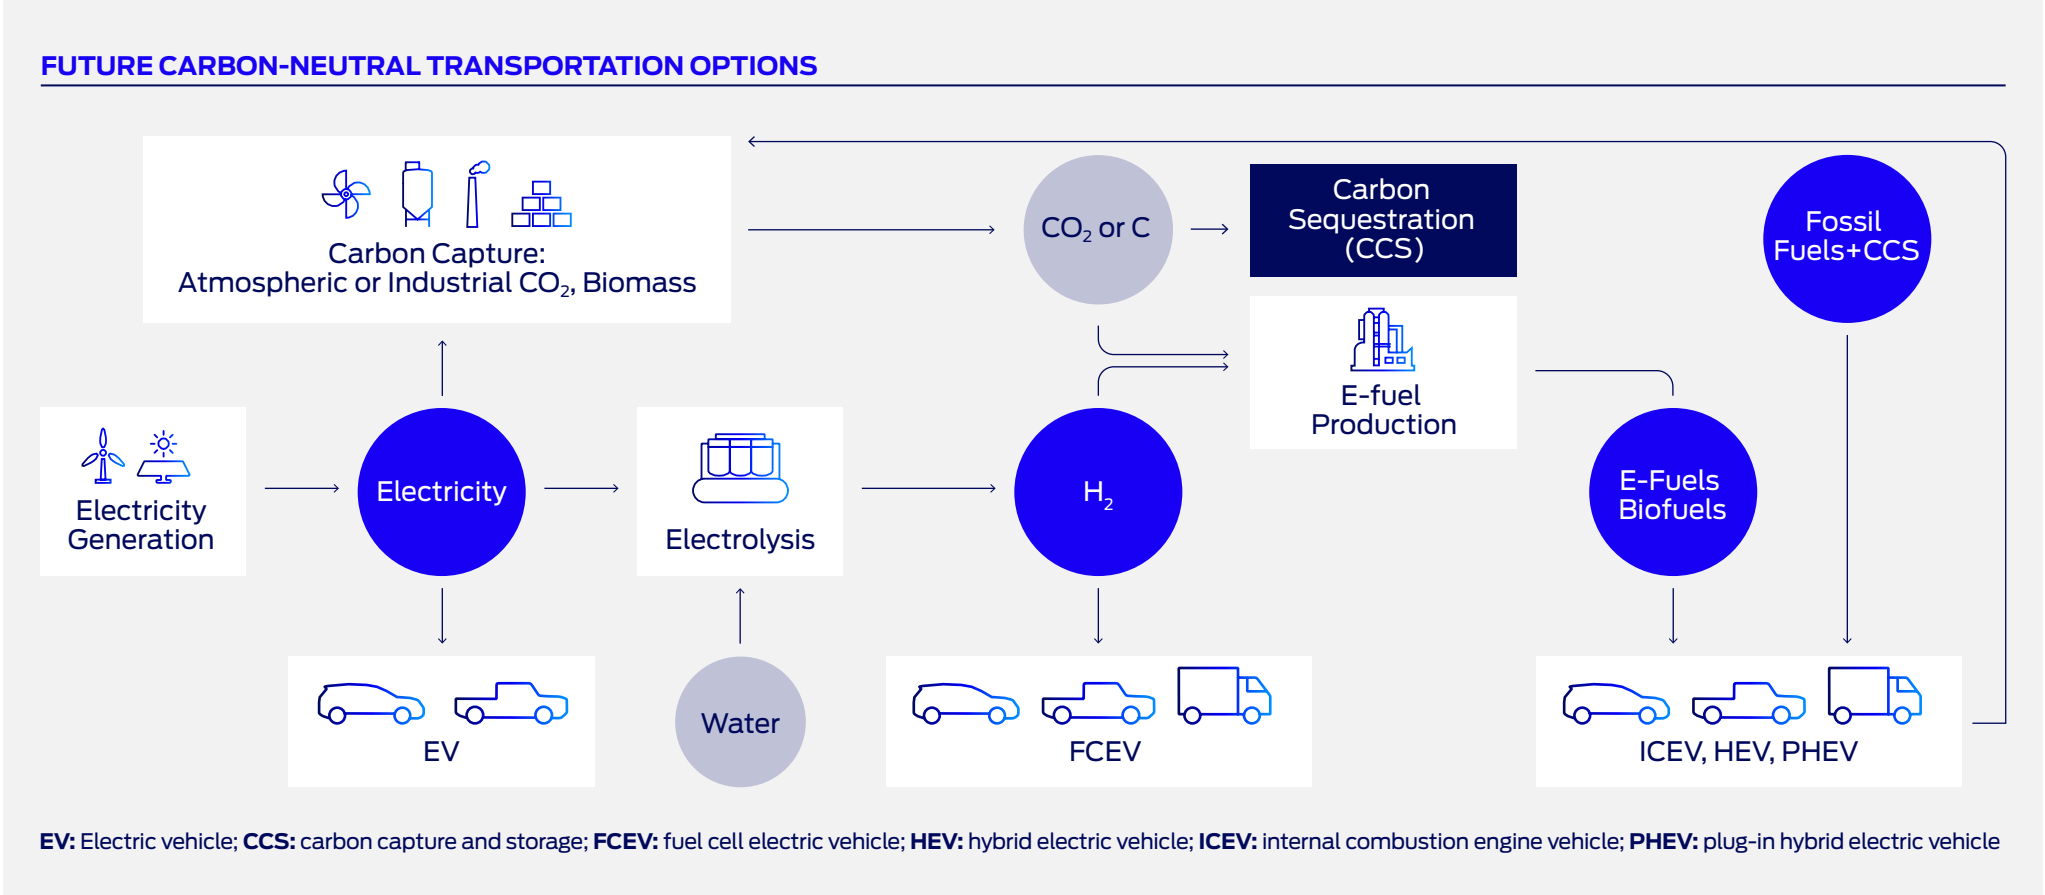 FUTURE CARBON-NEUTRAL TRANSPORTATION OPTIONS
Carbon Capture:
Atmospheric or Industrial CO₂, Biomass
CO₂ or C
Carbon
Sequestration
(CCS)
Fossil
Fuels+CCS
E-fuel
Production
Electricity
Generation
Electricity
Electrolysis
H₂
E-Fuels
Biofuels
EV
Water
FCEV
ICEV, HEV, PHEV
EV: Electric vehicle; CCS: carbon capture and storage; FCEV: fuel cell electric vehicle; HEV: hybrid electric vehicle; ICEV: internal combustion engine vehicle; PHEV: plug-in hybrid electric vehicle